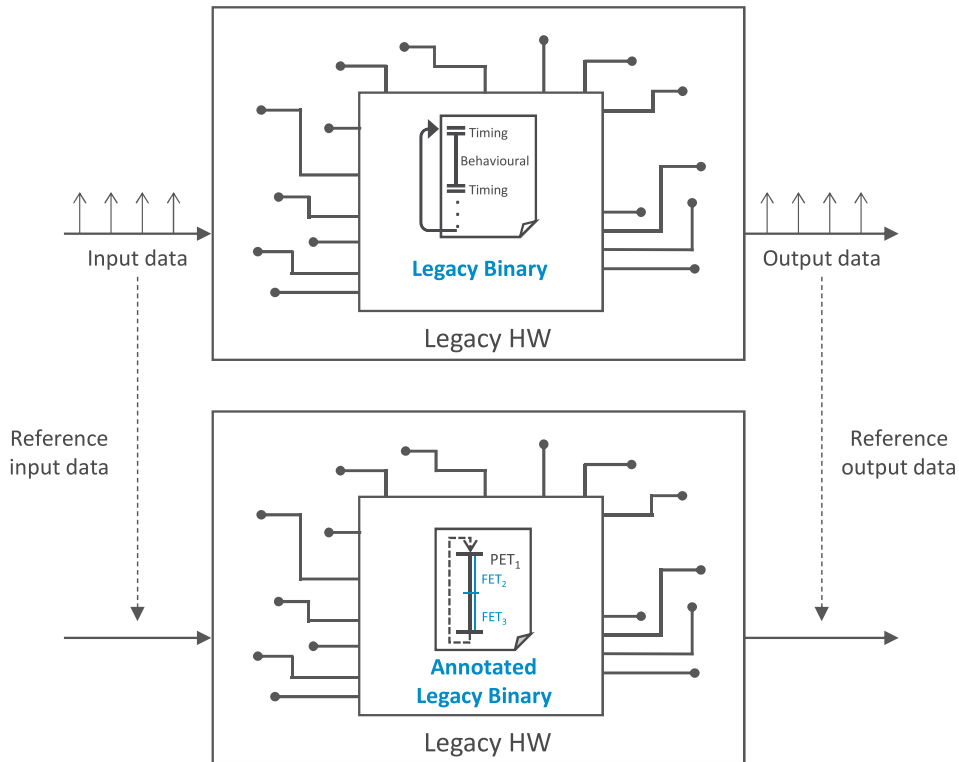 Timing
Behavioural
Timing
Legacy Binary
Input data
Output data
Legacy HW
Reference
input data
Reference
output data
PET1
FET2
FET3
Annotated
Legacy Binary
Legacy HW